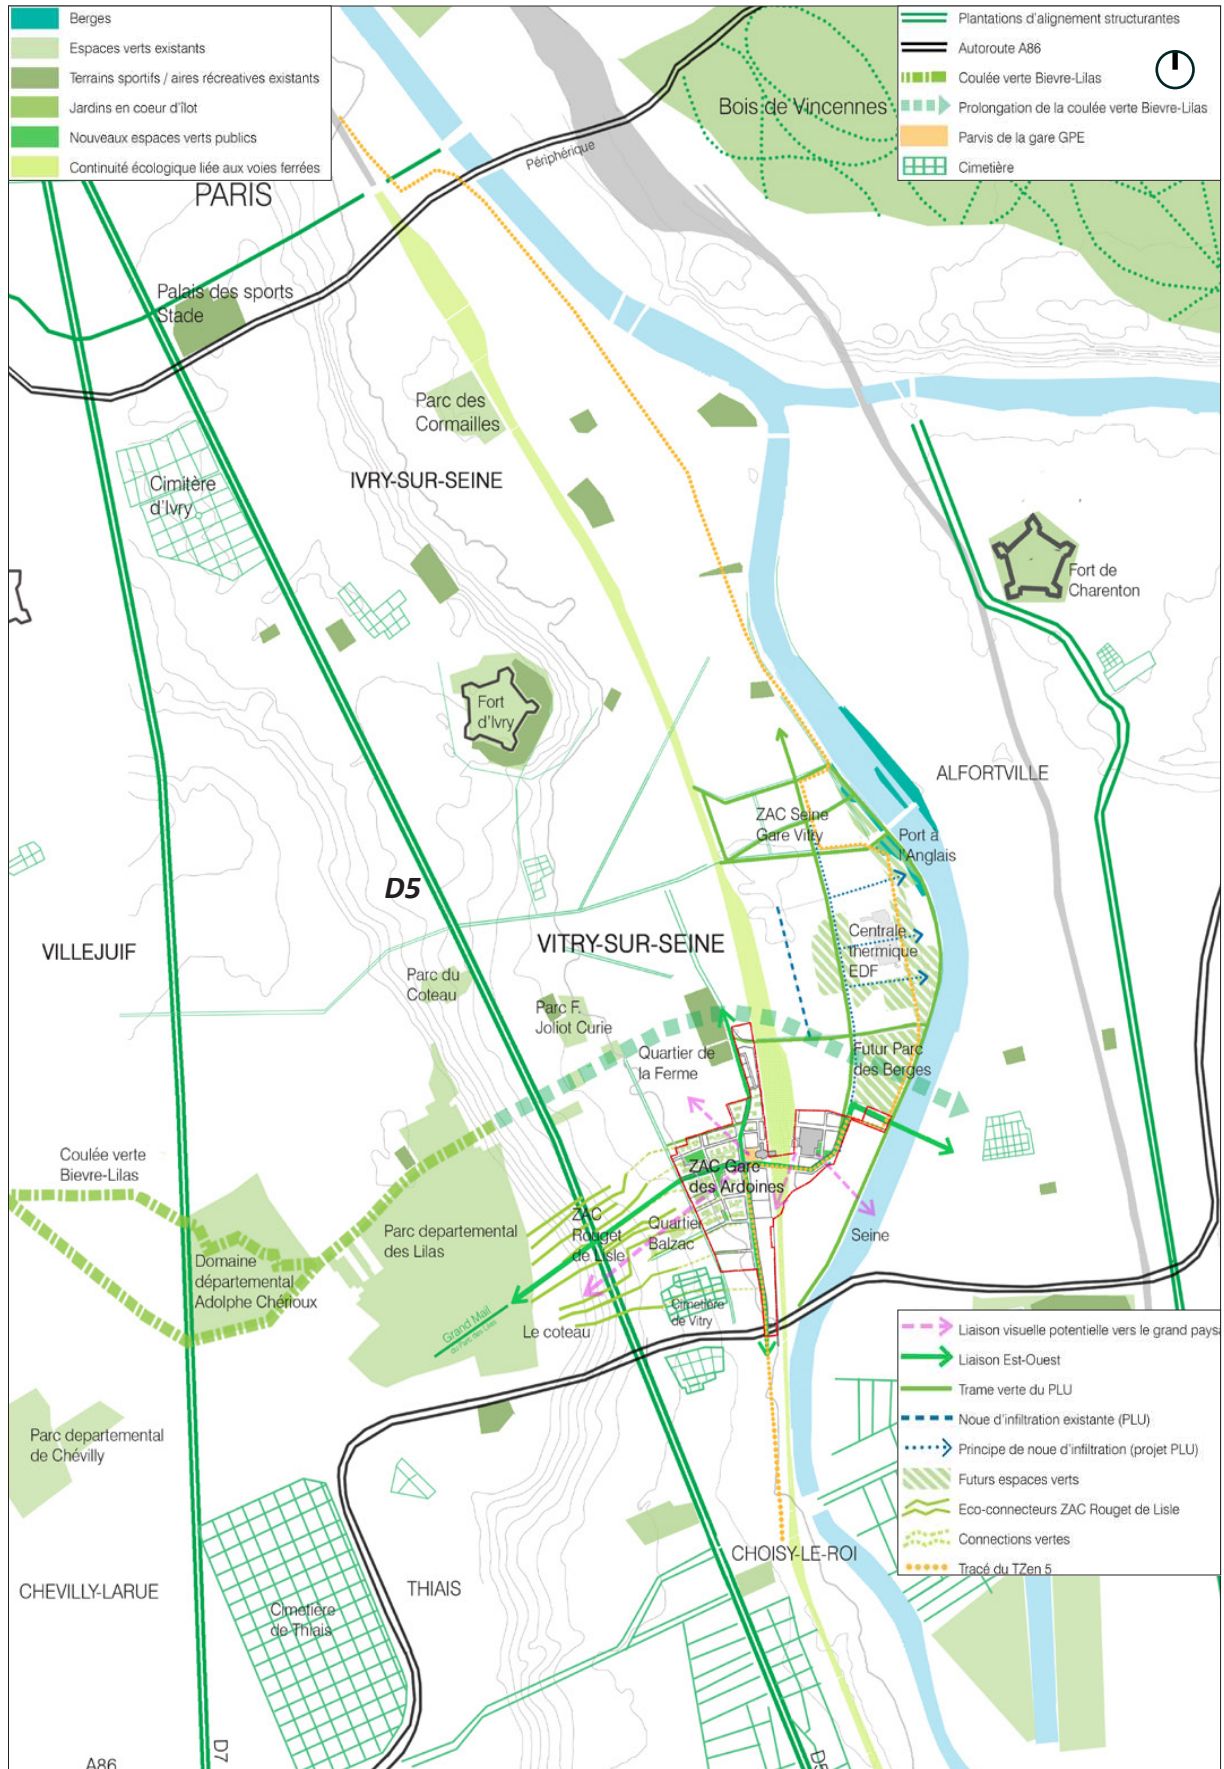 Berges
Espaces verts existants
Terrains sportifs / aires récreatives existants
Jardins en coeur d'îlot
Nouveaux espaces verts publics
Continuité écologique liée aux voies ferrées
Plantations d'alignement structurantes
Autoroute A86
Coulée verte Bievre-Lilas
Prolongation de la coulée verte Bievre-Lilas
Parvis de la gare GPE
Cimetière
Bois de Vincennes
Périphérique
PARIS
Palais des sports
Stade
Parc des
Cormailles
IVRY-SUR-SEINE
Cimitère
d'Ivry
Fort de
Charenton
Fort
d'Ivry
ALFORTVILLE
ZAC Seine
Gare Vitry
Port à
l'Anglais
D5
VILLEJUIF
VITRY-SUR-SEINE
Centrale
thermique
EDF
Parc du
Coteau
Parc F.
Joliot Curie
Quartier de
la Ferme
Futur Parc
des Berges
Coulée verte
Bievre-Lilas
ZAC Gare
des Ardoines
Parc departemental
des Lilas
ZAC
Rouget
de Lisle
Quartier
Balzac
Seine
Domaine
départemental
Adolphe Chérioux
Grand Mail
du Parc des Lilas
Le coteau
Cimetière
de Vitry
Liaison visuelle potentielle vers le grand paysa
Liaison Est-Ouest
Trame verte du PLU
Noue d'infiltration existante (PLU)
Principe de noue d'infiltration (projet PLU)
Futurs espaces verts
Eco-connecteurs ZAC Rouget de Lisle
Connections vertes
Tracé du TZen 5
Parc departemental
de Chévilly
CHOISY-LE-ROI
CHEVILLY-LARUE
THIAIS
Cimetière
de Thiais
D7
D5
A86